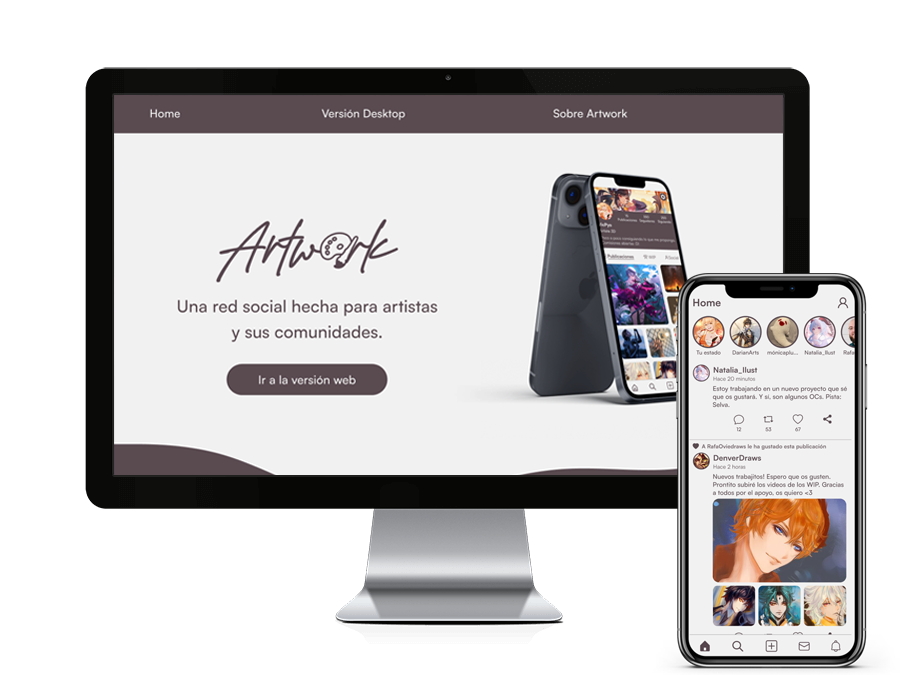 Home
Versión Desktop
Sobre Artwork
Artwork
Una red social hecha para artistas
y sus comunidades.
Ir a la versión web
Publicaciones
WIP
Home
Tu estado
DarianArts
mónicaplu...
Natalia_Ilust
Rafa
Natalia_Ilust
Hace 20 minutos
Estoy trabajando en un nuevo proyecto que sé
que os gustará. Y si, son algunos OCs. Pista:
Selva.
12
53
67
A RafaOviedraws le ha gustado esta publicación
DenverDraws
Hace 2 horas
Nuevos trabajitos! Espero que os gusten.
Prontito subiré los vídeos de los WIP. Gracias
a todos por el apoyo, os quiero <3